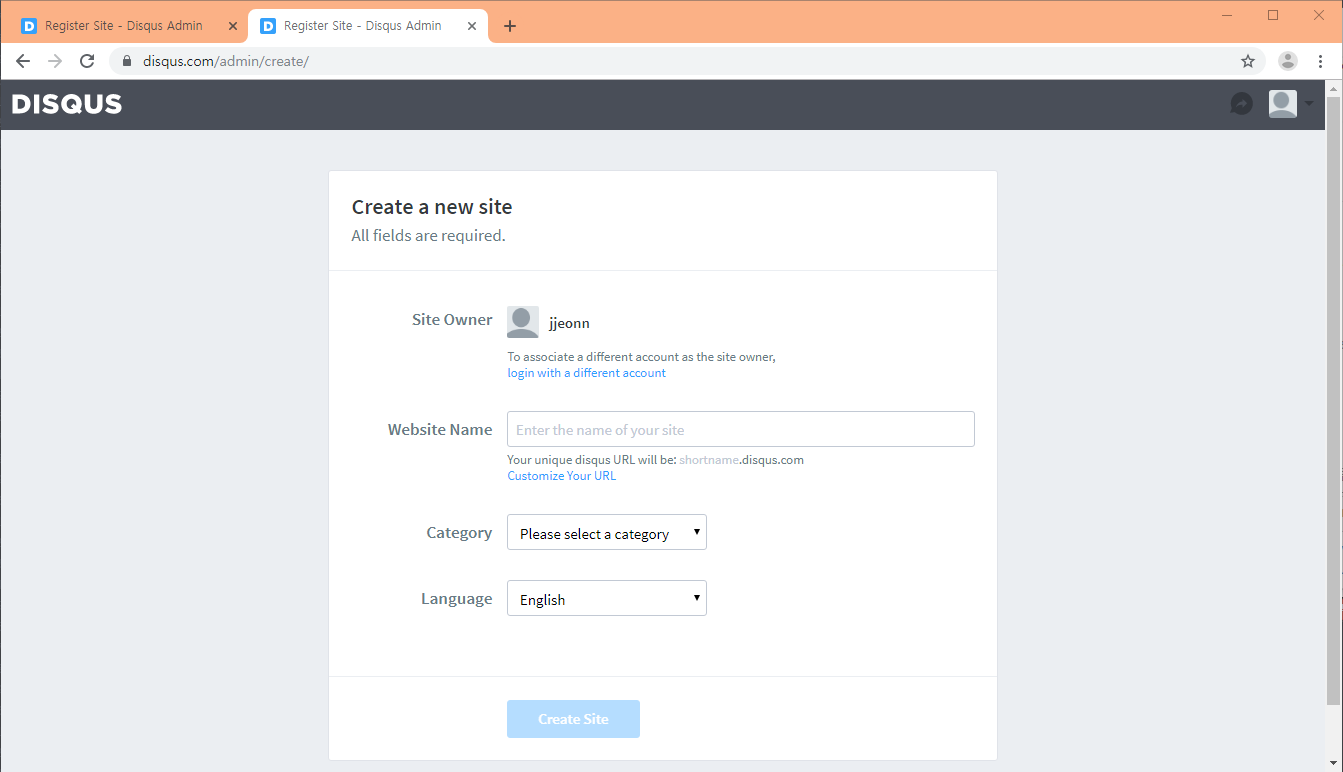 Register Site - Disqus Admin
Register Site - Disqus Admin
disqus.com/admin/create/
DISQUS
Create a new site
All fields are required.
Site Owner
jjeonn
To associate a different account as the site owner,
login with a different account
Website Name
Enter the name of your site
Your unique disqus URL will be: shortname.disqus.com
Customize Your URL
Category
Please select a category
Language
English
Create Site